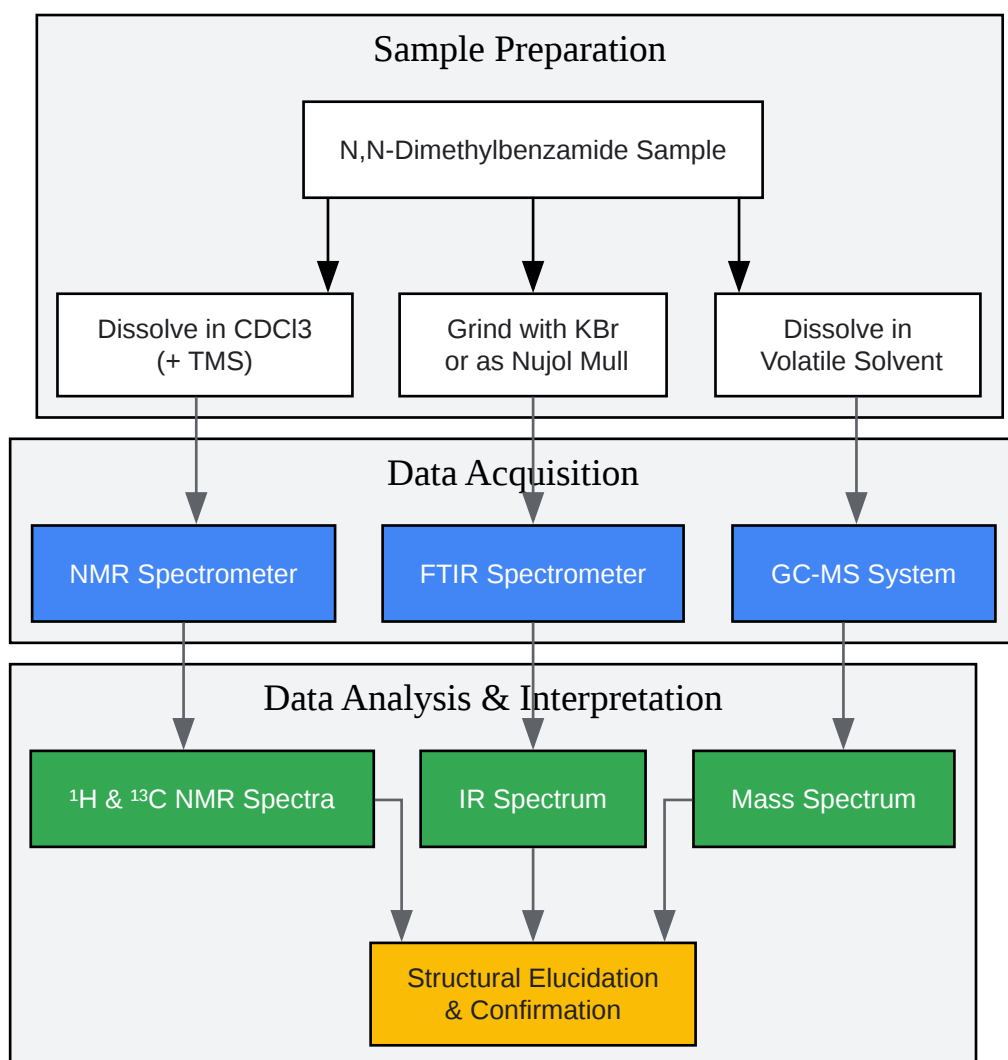 Sample Preparation
N,N-Dimethylbenzamide Sample
Dissolve in CDCl3
(+ TMS)
Grind with KBr
or as Nujol Mull
Dissolve in
Volatile Solvent
Data Acquisition
NMR Spectrometer
FTIR Spectrometer
GC-MS System
Data Analysis & Interpretation
¹H & ¹³C NMR Spectra
IR Spectrum
Mass Spectrum
Structural Elucidation
& Confirmation